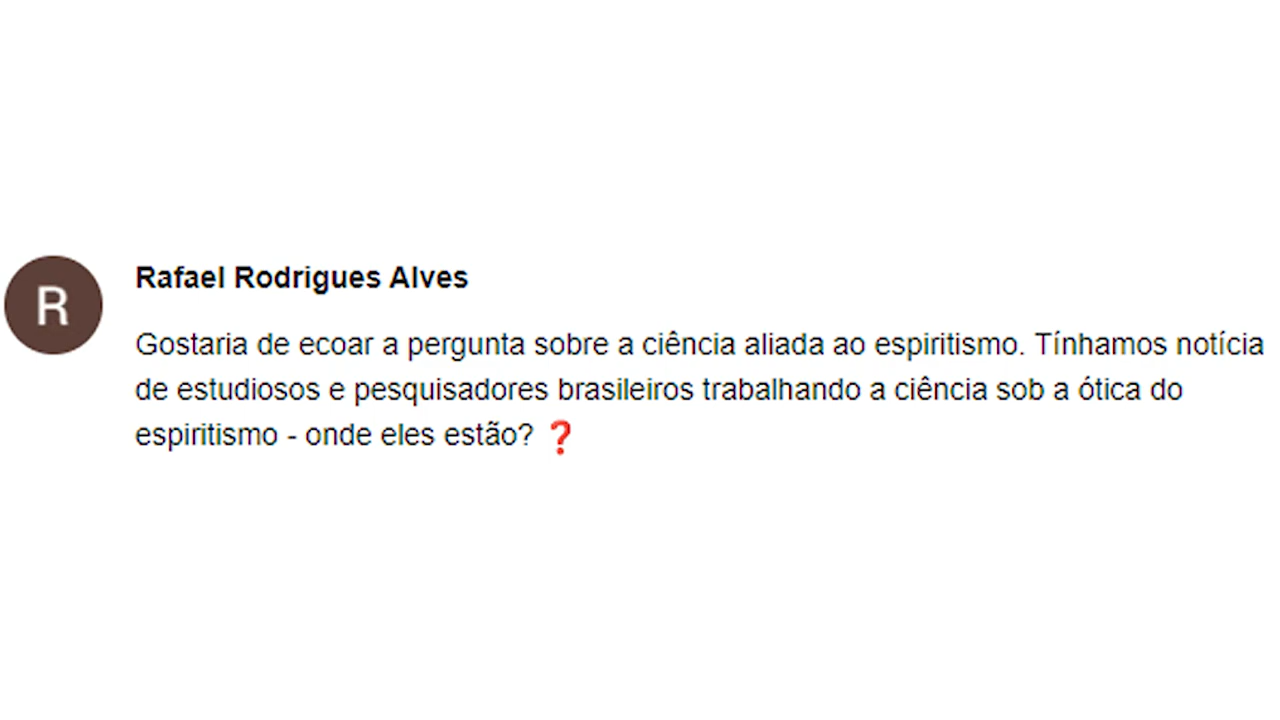 R
Rafael Rodrigues Alves
Gostaria de ecoar a pergunta sobre a ciência aliada ao espiritismo. Tínhamos notícia
de estudiosos e pesquisadores brasileiros trabalhando a ciência sob a ótica do
espiritismo - onde eles estão? ❓